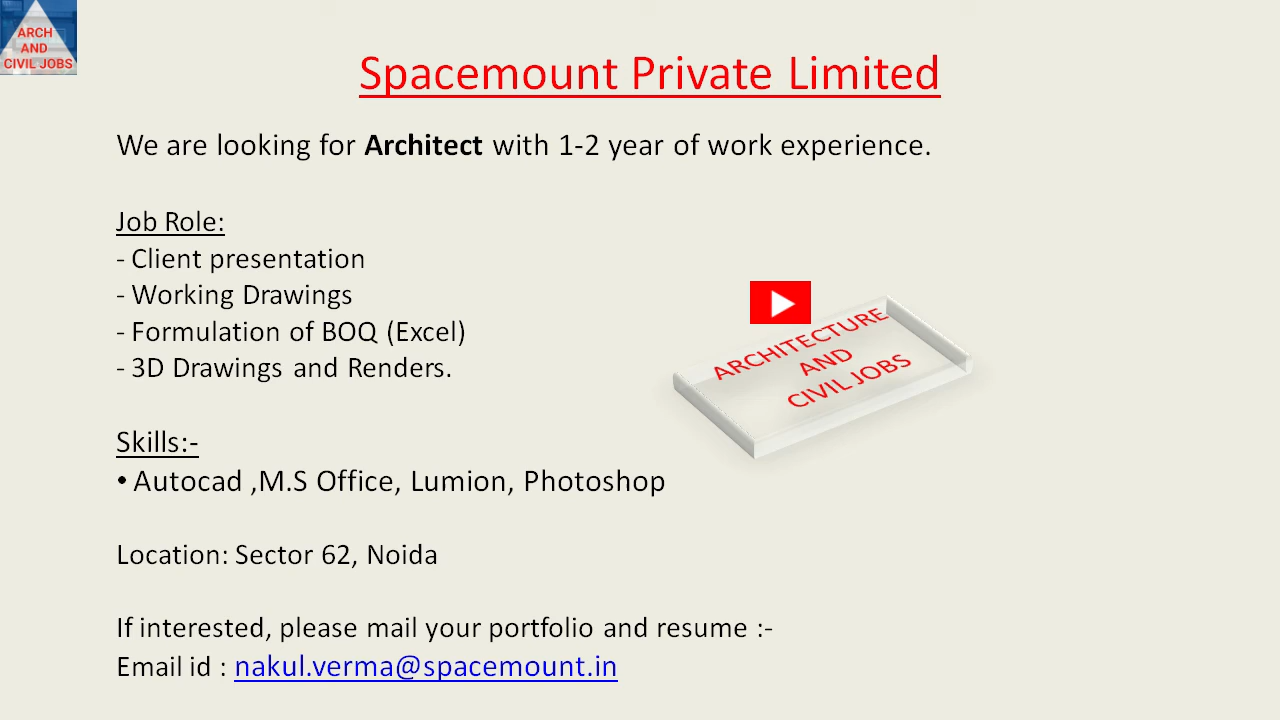 ARCH
AND
CIVIL JOBS
Spacemount Private Limited
We are looking for Architect with 1-2 year of work experience.
Job Role:
- Client presentation
- Working Drawings
- Formulation of BOQ (Excel)
- 3D Drawings and Renders.
ARCHITECTURE
AND
CIVIL JOBS
Skills:-
• Autocad ,M.S Office, Lumion, Photoshop
Location: Sector 62, Noida
If interested, please mail your portfolio and resume :-
Email id : nakul.verma@spacemount.in